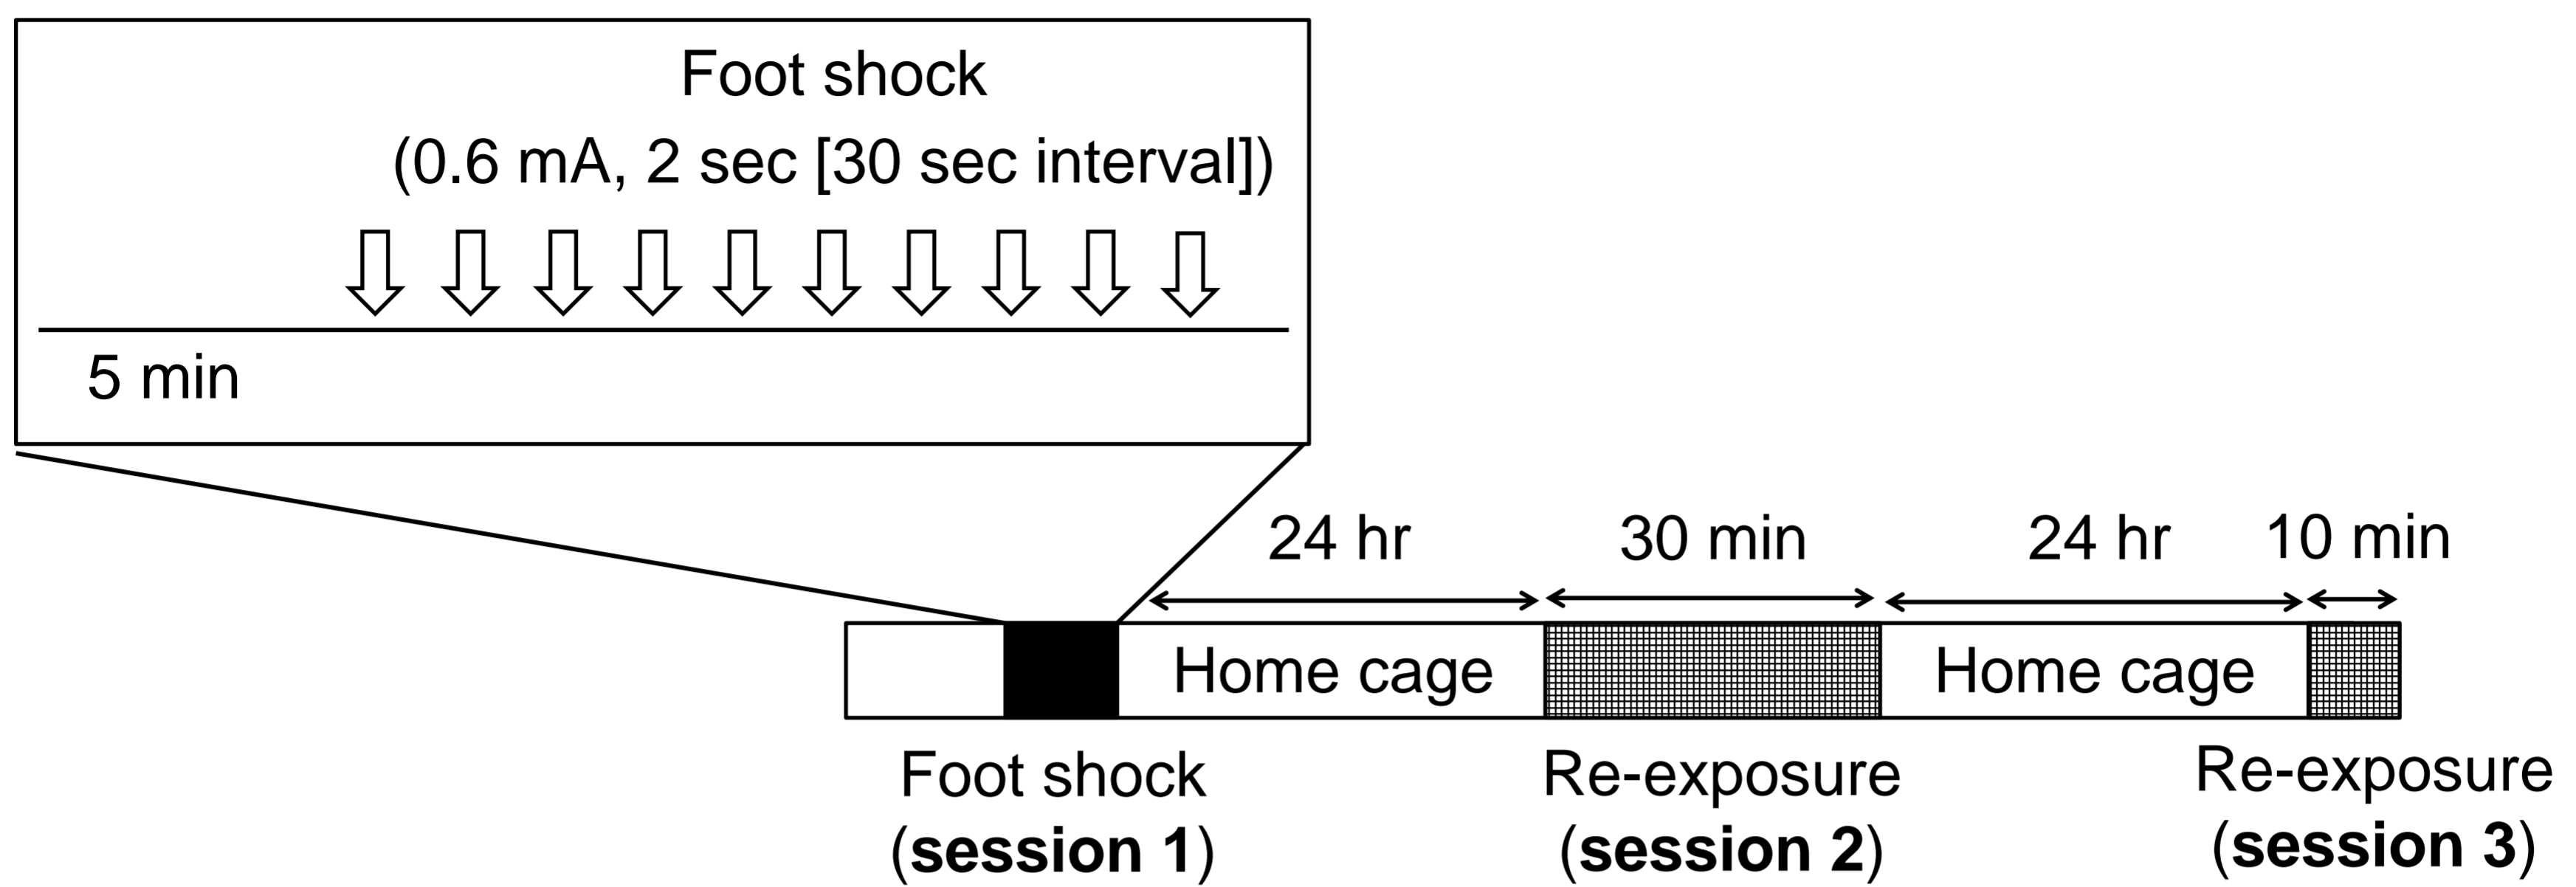 Foot shock
(0.6 mA, 2 sec [30 sec interval])
5 min
24 hr
30 min
24 hr
10 min
Home cage
Home cage
Foot shock
(session 1)
Re-exposure
(session 2)
Re-exposure
(session 3)